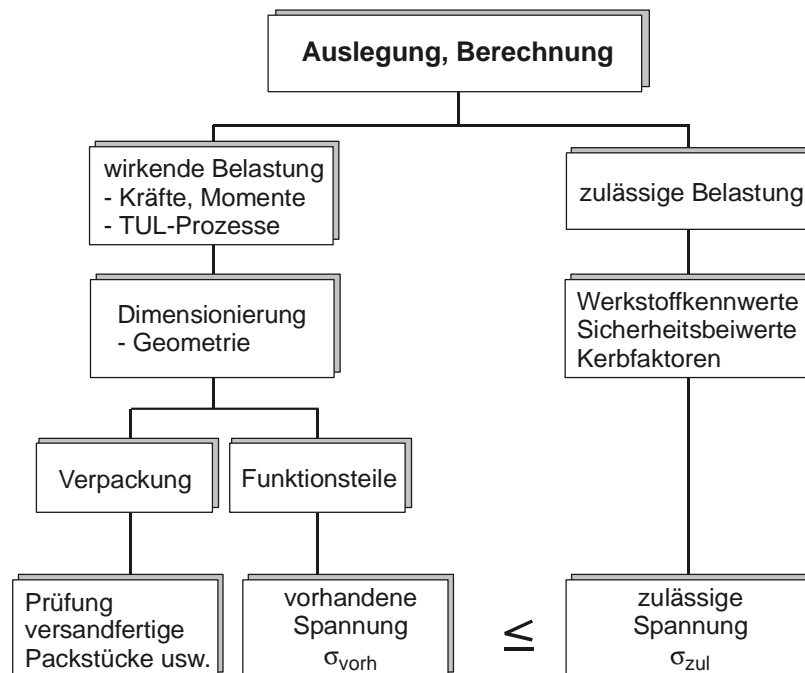 Auslegung, Berechnung
wirkende Belastung
- Kräfte, Momente
- TUL-Prozesse
zulässige Belastung
Dimensionierung
- Geometrie
Werkstoffkennwerte
Sicherheitsbeiwerte
Kerbfaktoren
Verpackung
Funktionsteile
Prüfung
versandfertige
Packstücke usw.
vorhandene
Spannung
σvorh
≤
zulässige
Spannung
σzul